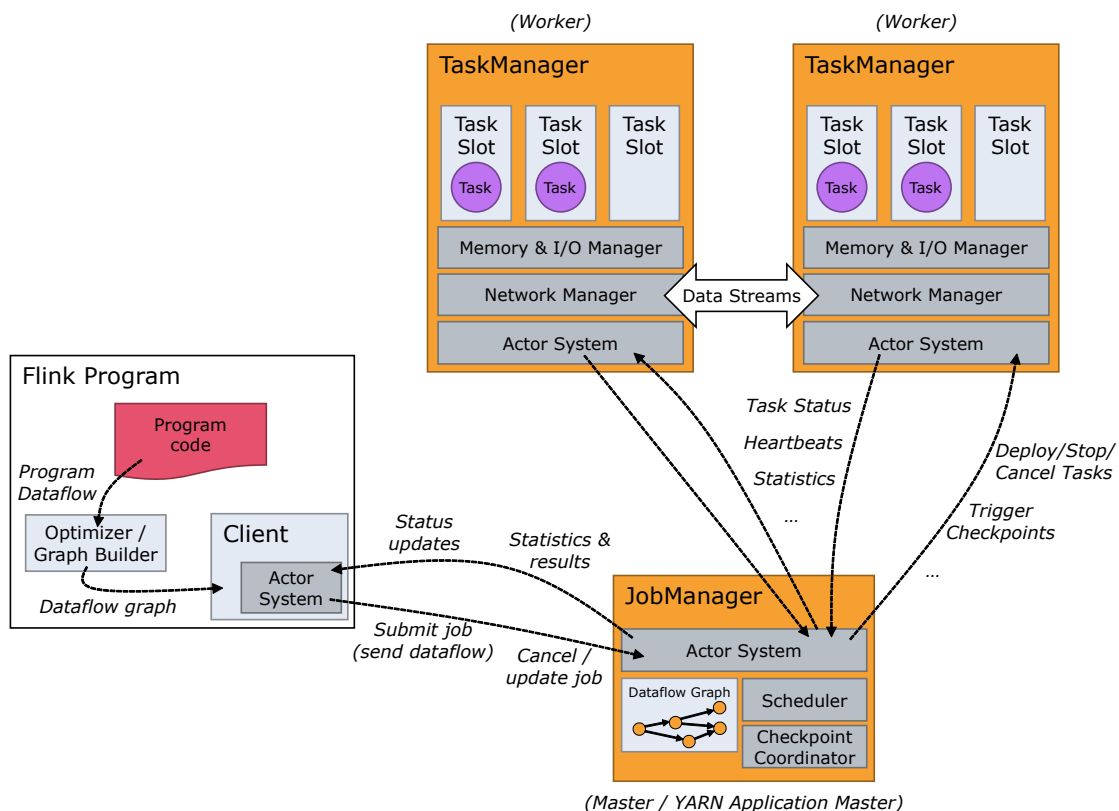 (Worker)
(Worker)
TaskManager
TaskManager
Task
Slot
Task
Task
Slot
Task
Task
Slot
Task
Slot
Task
Task
Slot
Task
Task
Slot
Memory & I/O Manager
Memory & I/O Manager
Network Manager
Data Streams
Network Manager
Actor System
Actor System
Flink Program
Program
code
Program
Dataflow
Optimizer /
Graph Builder
Dataflow graph
Client
Actor
System
Status
updates
Statistics &
results
Submit job
(send dataflow)
Cancel /
update job
Task Status
Heartbeats
Statistics
...
Deploy/Stop/
Cancel Tasks
Trigger
Checkpoints
...
JobManager
Actor System
Dataflow Graph
Scheduler
Checkpoint
Coordinator
(Master / YARN Application Master)